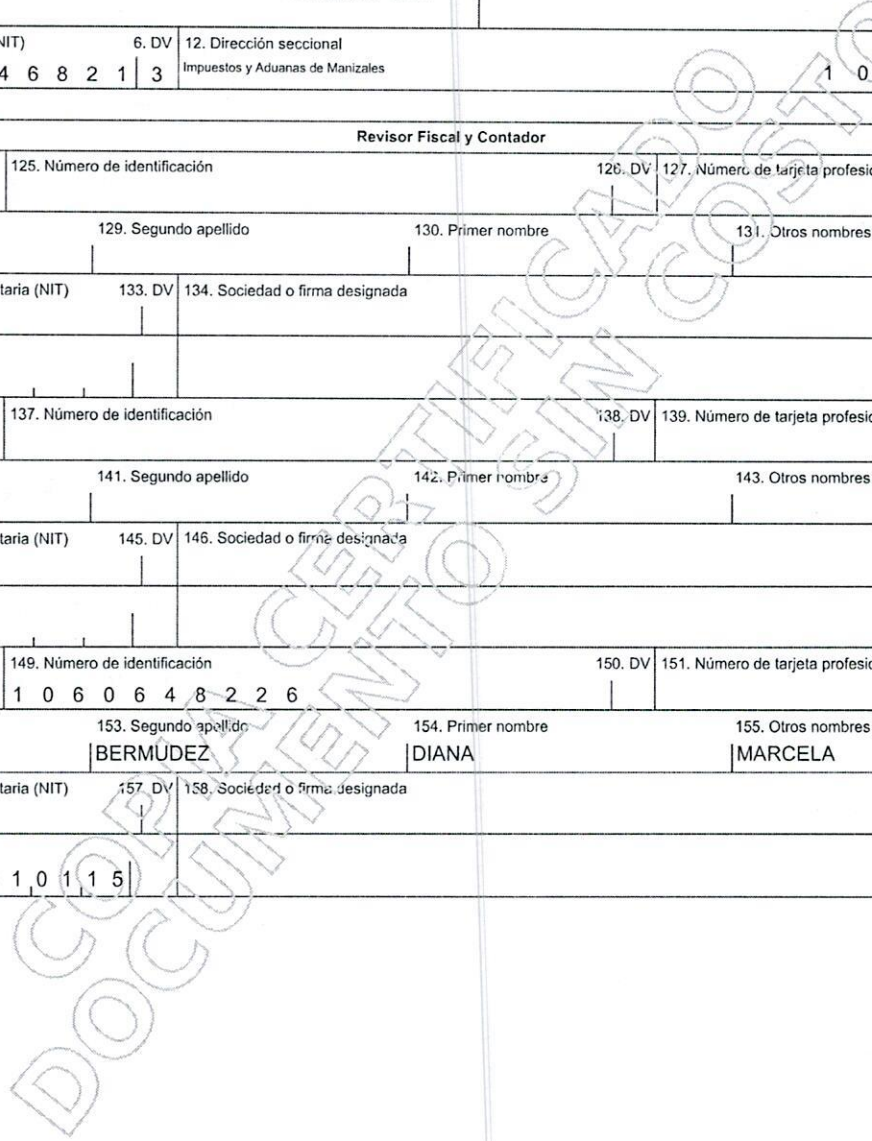 NIT) 6. DV 12. Dirección seccional
4 6 8 2 1 3 Impuestos y Aduanas de Manizales 1 0
Revisor Fiscal y Contador
125. Número de identificación 126. DV 127. Número de tarjeta profesio
129. Segundo apellido 130. Primer nombre 131. Otros nombres
taria (NIT) 133. DV 134. Sociedad o firma designada
137. Número de identificación 138. DV 139. Número de tarjeta profesio
141. Segundo apellido 142. Primer nombre 143. Otros nombres
taria (NIT) 145. DV 146. Sociedad o firma designada
149. Número de identificación 150. DV 151. Número de tarjeta profesio
1 0 6 0 6 4 8 2 2 6
153. Segundo apellido 154. Primer nombre 155. Otros nombres
BERMÚDEZ DIANA MARCELA
taria (NIT) 157. DV 158. Sociedad o firma designada
1 0 1 1 5
COPIA CERTIFICADO
DOCUMENTO SIN COSTO